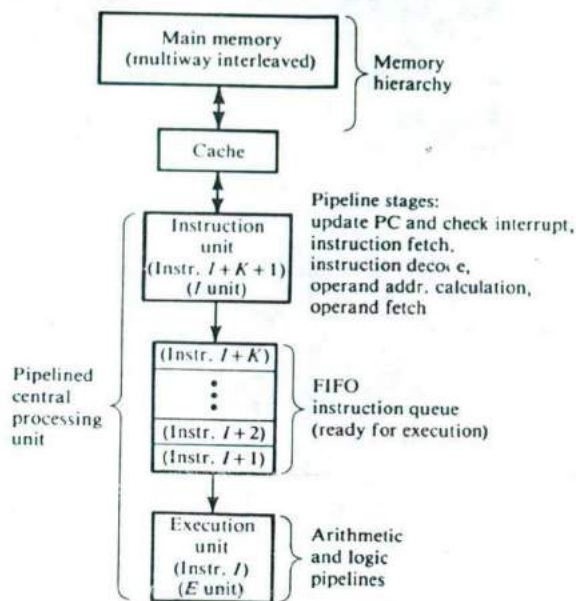 Main memory
(multiway interleaved)
Memory
hierarchy
Cache
Pipeline stages:
update PC and check interrupt,
instruction fetch,
instruction decode,
operand addr. calculation,
operand fetch
Instruction
unit
(Instr. I + K + 1)
(I unit)
Pipelined
central
processing
unit
(Instr. I + K)
(Instr. I + 2)
(Instr. I + 1)
FIFO
instruction queue
(ready for execution)
Execution
unit
(Instr. I)
(E unit)
Arithmetic
and logic
pipelines